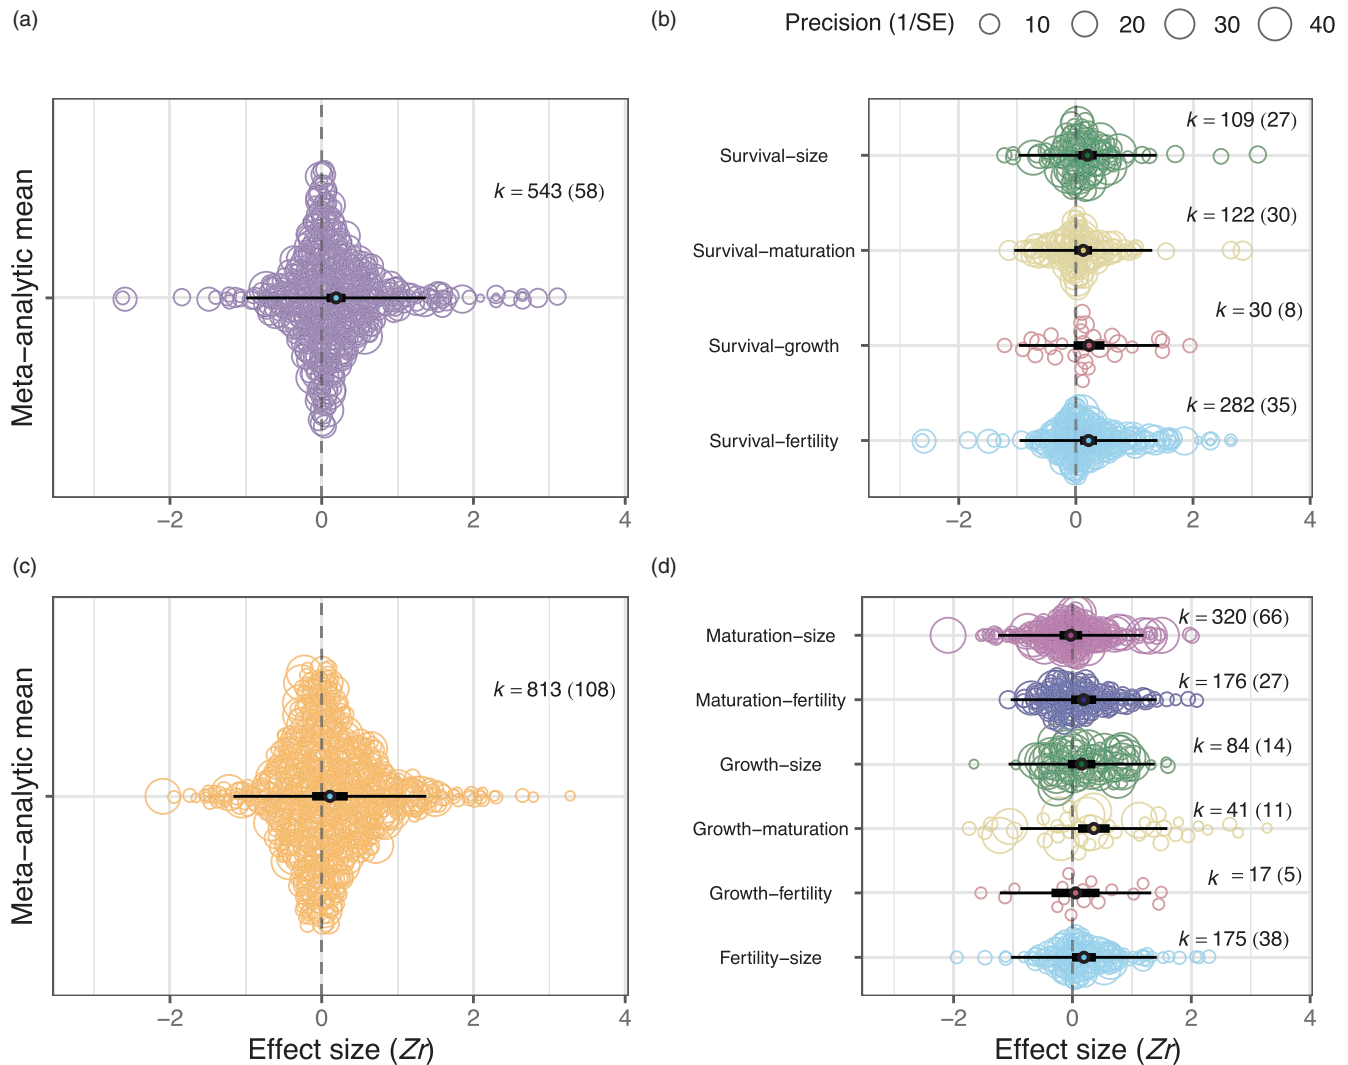 (a)
(b)
Precision (1/SE) 10 20 30 40
Meta−analytic mean
k = 543 (58)
−2 0 2 4
Survival−size
k = 109 (27)
Survival−maturation
k = 122 (30)
Survival−growth
k = 30 (8)
Survival−fertility
k = 282 (35)
−2 0 2 4
(c)
Meta−analytic mean
k = 813 (108)
−2 0 2 4
Effect size (Zr)
(d)
Maturation−size
k = 320 (66)
Maturation−fertility
k = 176 (27)
Growth−size
k = 84 (14)
Growth−maturation
k = 41 (11)
Growth−fertility
k = 17 (5)
Fertility−size
k = 175 (38)
−2 0 2 4
Effect size (Zr)